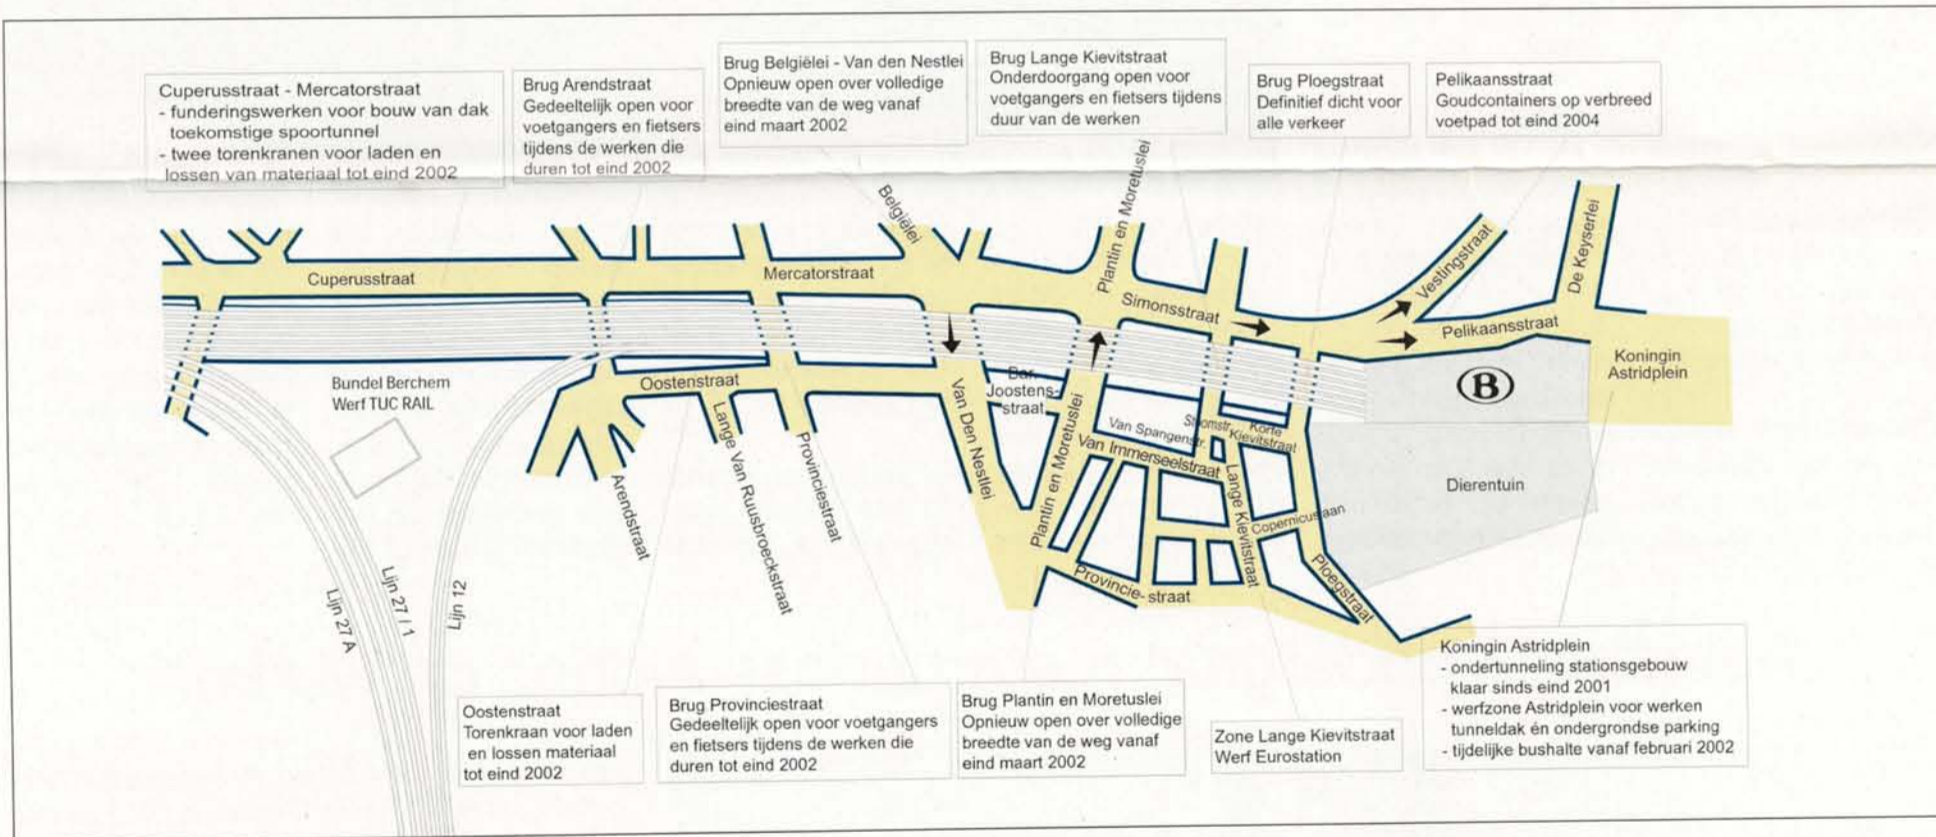 Cuperusstraat - Mercatorstraat
- funderingswerken voor bouw van dak
toekomstige spoortunnel
- twee torenkranen voor laden en
lossen van materiaal tot eind 2002
Brug Arendstraat
Gedeeltelijk open voor
voetgangers en fietsers
tijdens de werken die
duren tot eind 2002
Brug Belgiëlei - Van den Nestlei
Opnieuw open over volledige
breedte van de weg vanaf
eind maart 2002
Brug Lange Kievitstraat
Onderdoorgang open voor
voetgangers en fietsers tijdens
duur van de werken
Brug Ploegstraat
Definitief dicht voor
alle verkeer
Pelikaansstraat
Goudcontainers op verbreed
voetpad tot eind 2004
Belgiëlei
Plantin en Moretuslei
Vestingstraat
De Keyserlei
Cuperusstraat
Mercatorstraat
Simonsstraat
Pelikaansstraat
Koningin
Astridplein
B
Bundel Berchem
Werf TUC RAIL
Oostenstraat
Bar.
Joostens-
straat
Van Den Nestlei
Plantin en Moretuslei
Van Spangenstr.
Stoomstr.
Korte
Kievitstraat
Van Immerseelstraat
Lange Kievitstraat
Copernicuslaan
Dierentuin
Arendstraat
Lange Van Ruusbroeckstraat
Provinciestraat
Provincie-straat
Ploegstraat
Lijn 27 A
Lijn 27 / 1
Lijn 12
Oostenstraat
Torenkraan voor laden
en lossen materiaal
tot eind 2002
Brug Provinciestraat
Gedeeltelijk open voor voetgangers
en fietsers tijdens de werken die
duren tot eind 2002
Brug Plantin en Moretuslei
Opnieuw open over volledige
breedte van de weg vanaf
eind maart 2002
Zone Lange Kievitstraat
Werf Eurostation
Koningin Astridplein
- ondertunneling stationsgebouw
klaar sinds eind 2001
- werfzone Astridplein voor werken
tunneldak én ondergrondse parking
- tijdelijke bushalte vanaf februari 2002